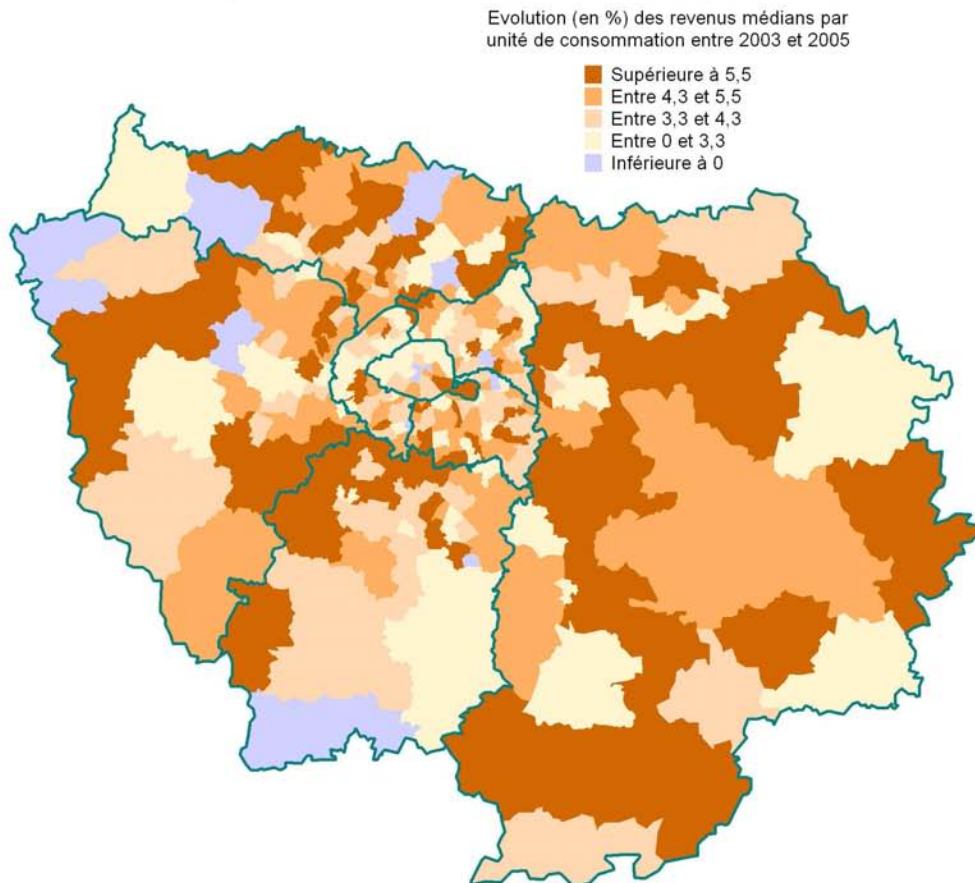 Evolution (en %) des revenus médians par
unité de consommation entre 2003 et 2005
Supérieure à 5,5
Entre 4,3 et 5,5
Entre 3,3 et 4,3
Entre 0 et 3,3
Inférieure à 0